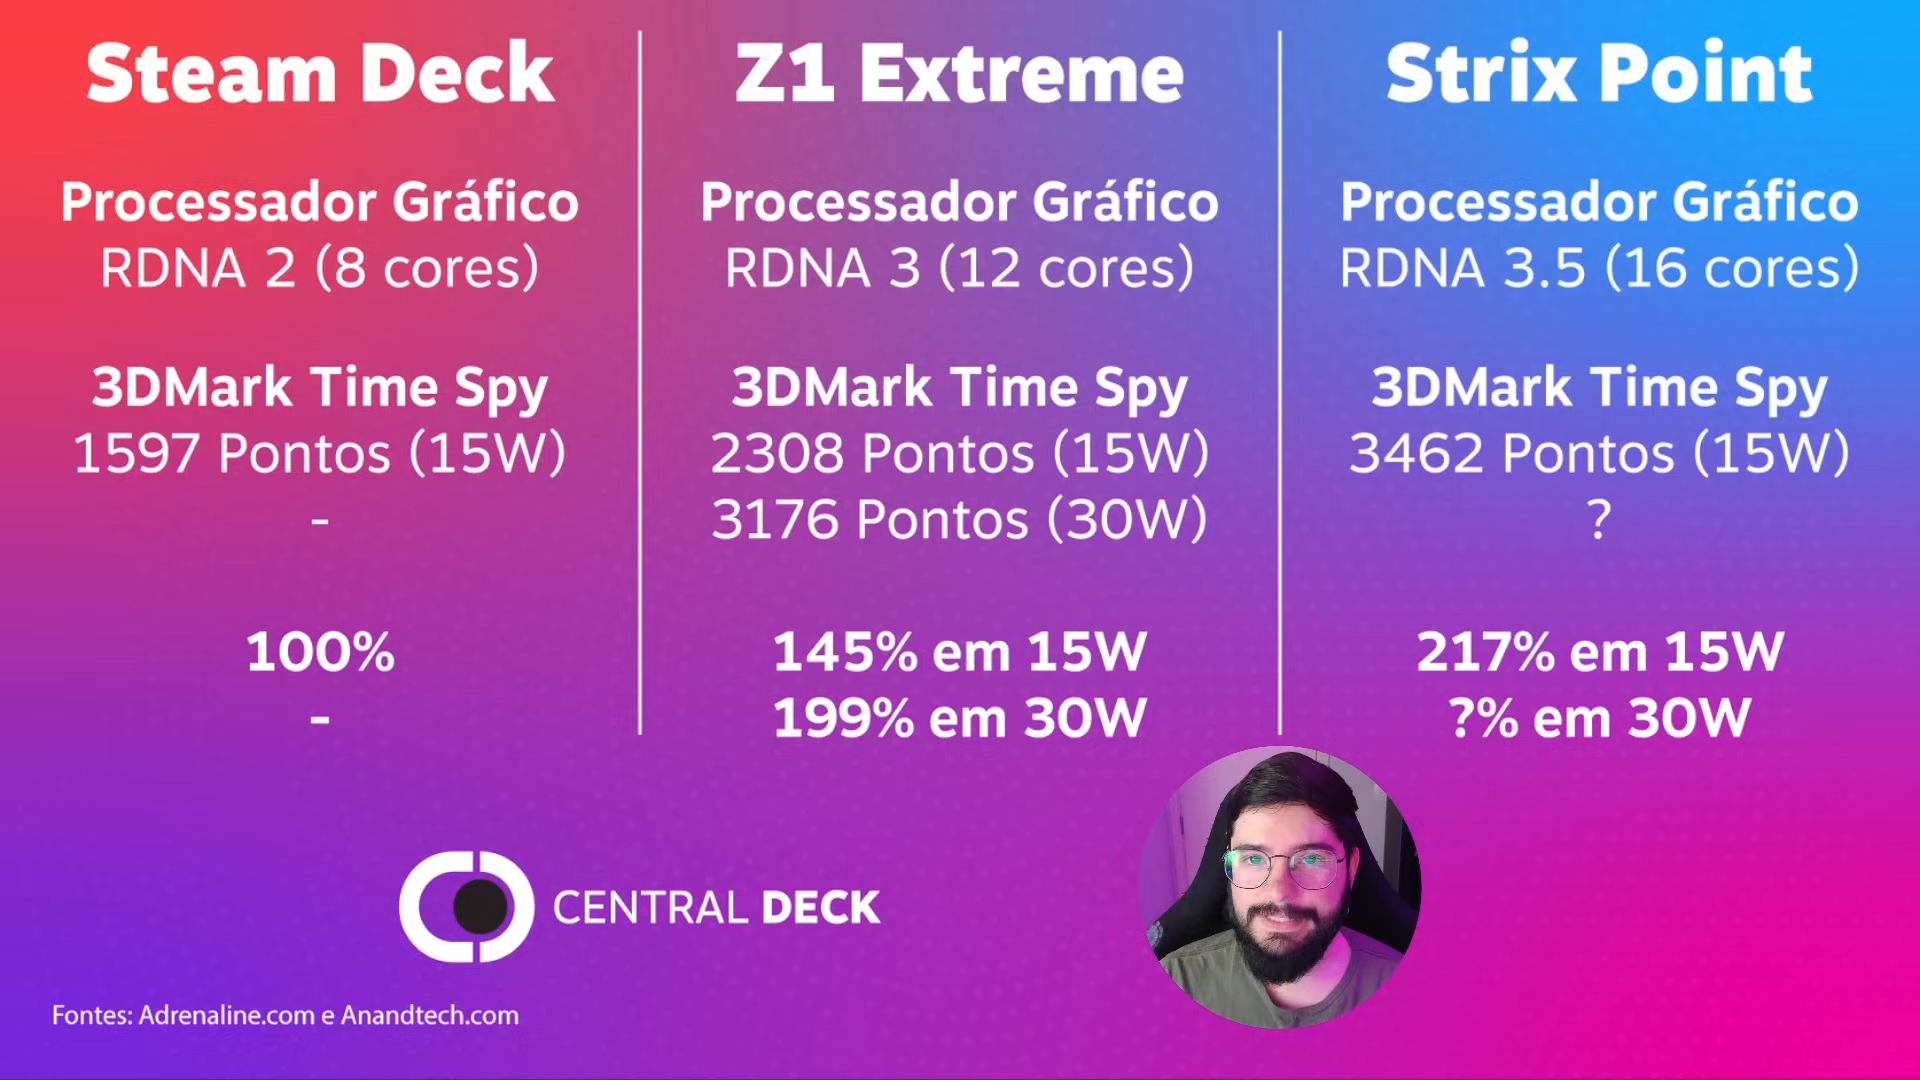 Steam Deck
Processador Gráfico
RDNA 2 (8 cores)
3DMark Time Spy
1597 Pontos (15W)
-
100%
-
Z1 Extreme
Processador Gráfico
RDNA 3 (12 cores)
3DMark Time Spy
2308 Pontos (15W)
3176 Pontos (30W)
145% em 15W
199% em 30W
Strix Point
Processador Gráfico
RDNA 3.5 (16 cores)
3DMark Time Spy
3462 Pontos (15W)
?
217% em 15W
?% em 30W
CENTRAL DECK
Fontes: Adrenaline.com e Anandtech.com